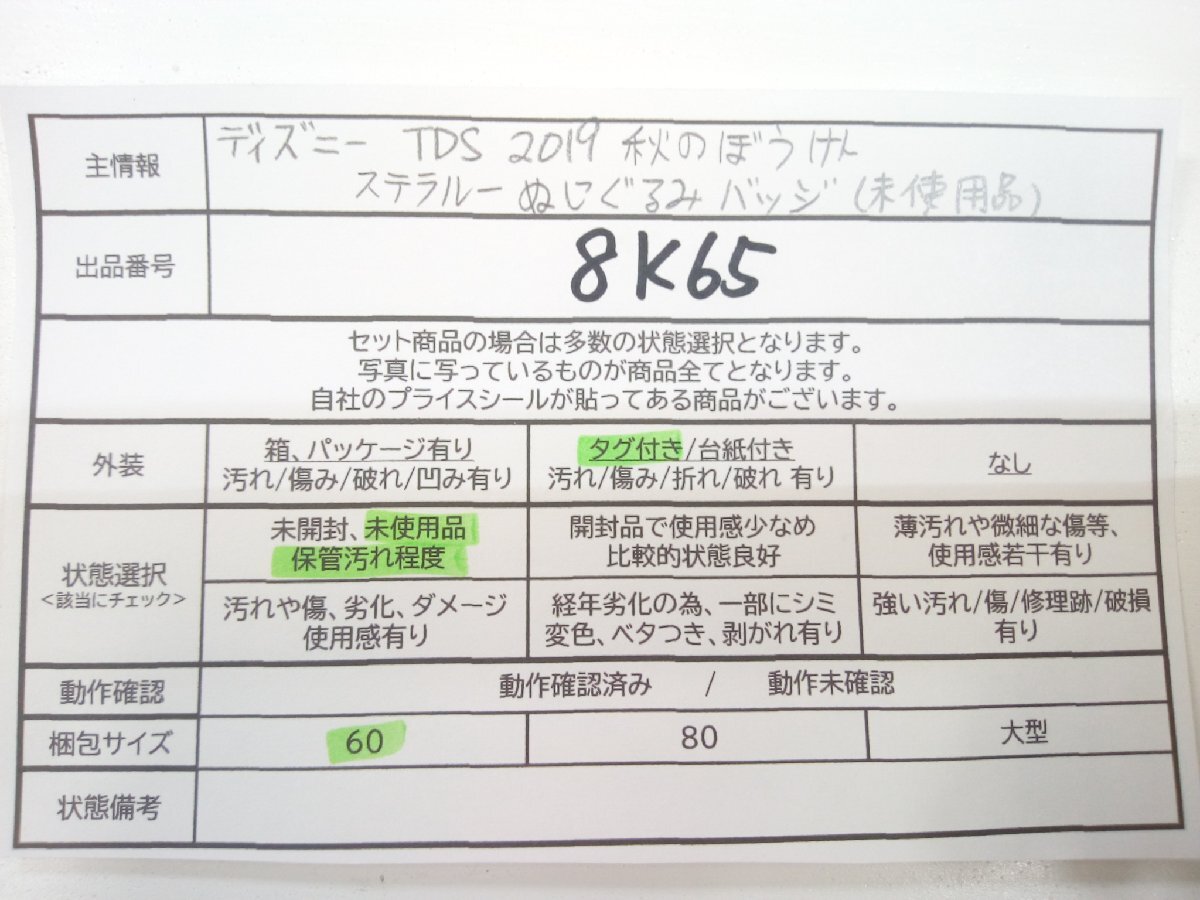 主情報
ディズニー TDS 2019 秋のぼうけん
ステラルー ぬいぐるみ バッジ (未使用品)
出品番号
8K65
セット商品の場合は多数の状態選択となります。
写真に写っているものが商品全てとなります。
自社のプライスシールが貼ってある商品がございます。
外装
箱、パッケージ有り
汚れ/傷み/破れ/凹み有り
タグ付き/台紙付き
汚れ/傷み/折れ/破れ 有り
なし
状態選択
<該当にチェック>
未開封、未使用品
保管汚れ程度
開封品で使用感少なめ
比較的状態良好
薄汚れや微細な傷等、
使用感若干有り
汚れや傷、劣化、ダメージ
使用感有り
経年劣化の為、一部にシミ
変色、ベタつき、剥がれ有り
強い汚れ/傷/修理跡/破損
有り
動作確認
動作確認済み / 動作未確認
梱包サイズ
60
80
大型
状態備考